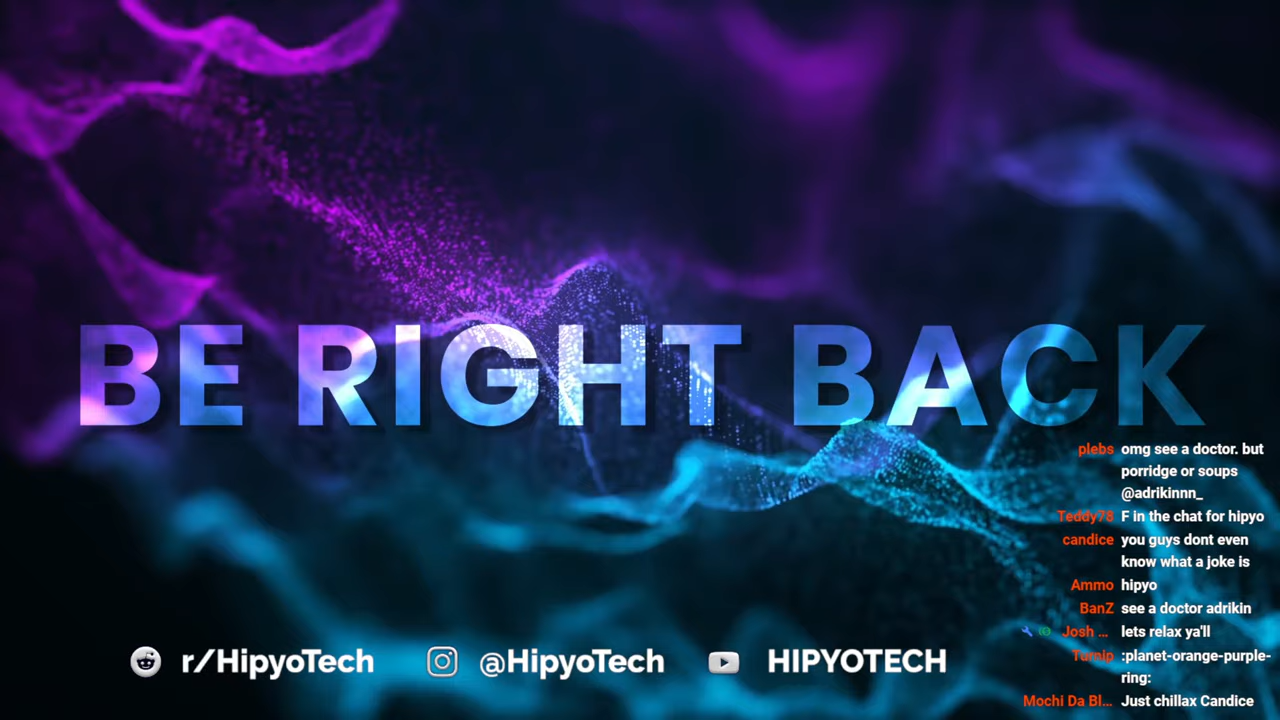 BE RIGHT BACK
plebs omg see a doctor. but
porridge or soups
@adrikinnn_
Teddy78 F in the chat for hipyo
candice you guys dont even
know what a joke is
Ammo hipyo
BanZ see a doctor adrikin
Josh ... lets relax ya'll
Turnip :planet-orange-purple-
ring:
Mochi Da Bl... Just chillax Candice
r/HipyoTech @HipyoTech HIPYOTECH